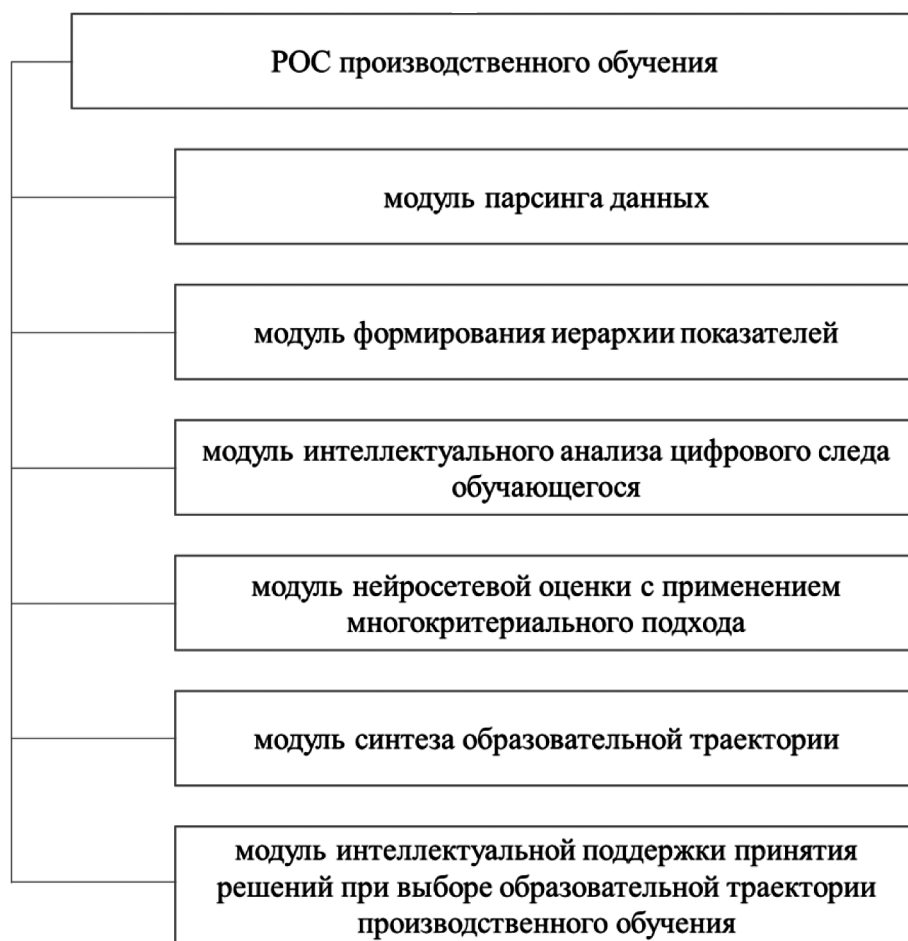 РОС производственного обучения
модуль парсинга данных
модуль формирования иерархии показателей
модуль интеллектуального анализа цифрового следа
обучающегося
модуль нейросетевой оценки с применением
многокритериального подхода
модуль синтеза образовательной траектории
модуль интеллектуальной поддержки принятия
решений при выборе образовательной траектории
производственного обучения